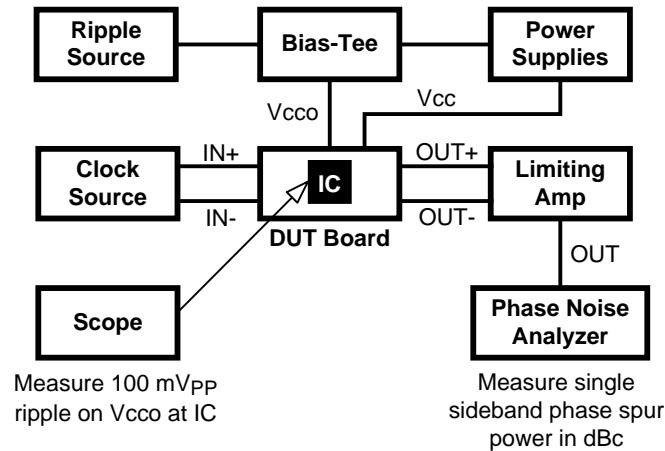 Ripple
Source
Bias-Tee
Power
Supplies
Vcco
Vcc
Clock
Source
IN+
IN-
IC
DUT Board
OUT+
OUT-
Limiting
Amp
OUT
Scope
Phase Noise
Analyzer
Measure 100 mVPP
ripple on Vcco at IC
Measure single
sideband phase spur
power in dBc